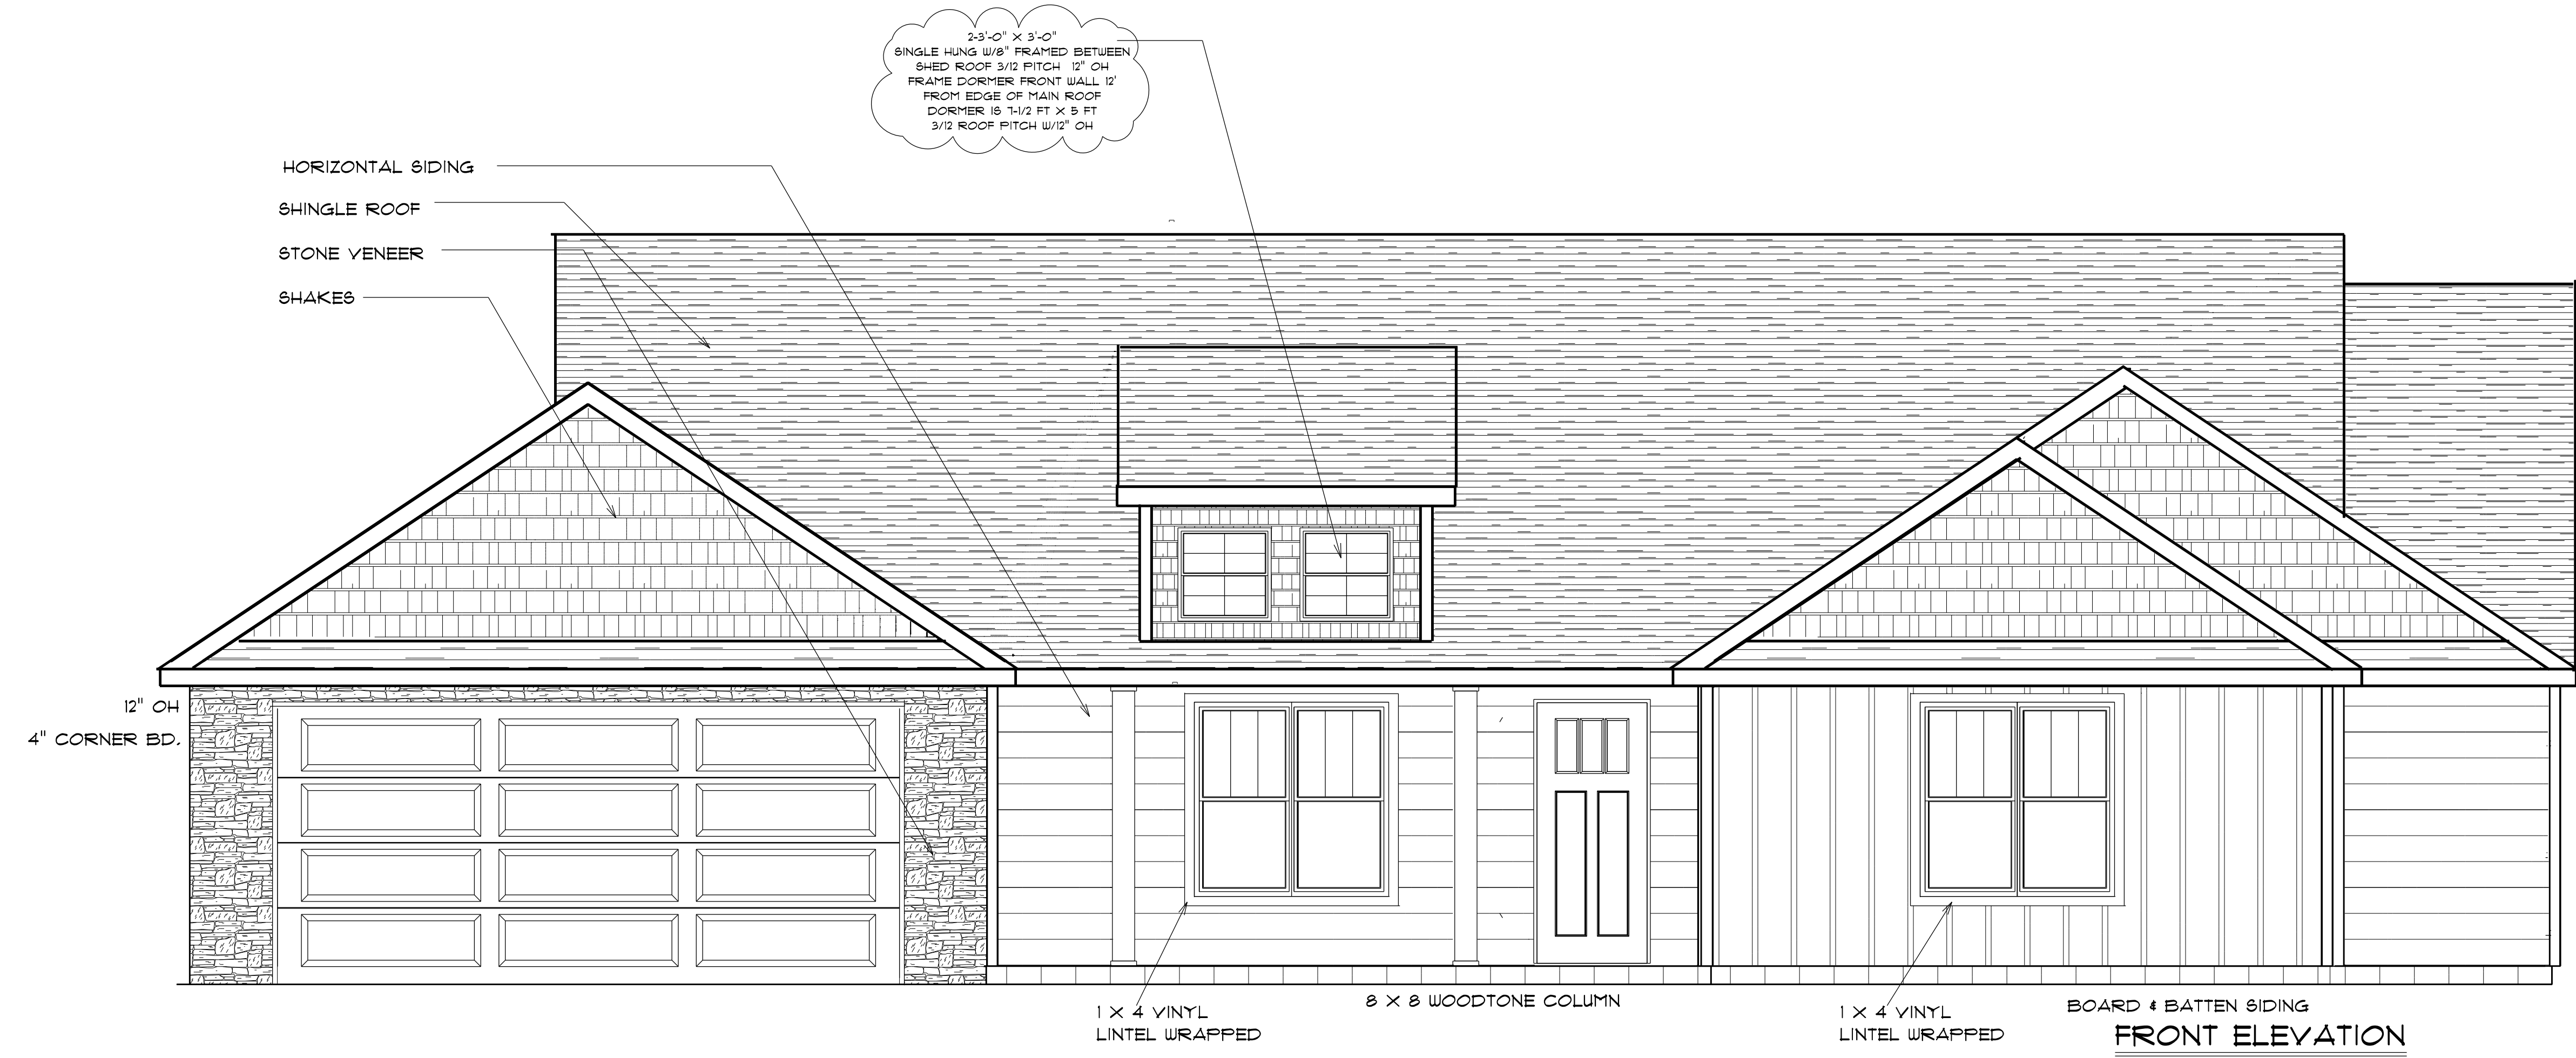 2-3'-0" X 3'-0"
SINGLE HUNG W/8" FRAMED BETWEEN
SHED ROOF 3/12 PITCH 12" OH
FRAME DORMER FRONT WALL 12'
FROM EDGE OF MAIN ROOF
DORMER IS 7-1/2 FT X 5 FT
3/12 ROOF PITCH W/12" OH
HORIZONTAL SIDING
SHINGLE ROOF
STONE VENEER
SHAKES
12" OH
4" CORNER BD.
1 X 4 VINYL
LINTEL WRAPPED
8 X 8 WOODTONE COLUMN
1 X 4 VINYL
LINTEL WRAPPED
BOARD & BATTEN SIDING
FRONT ELEVATION